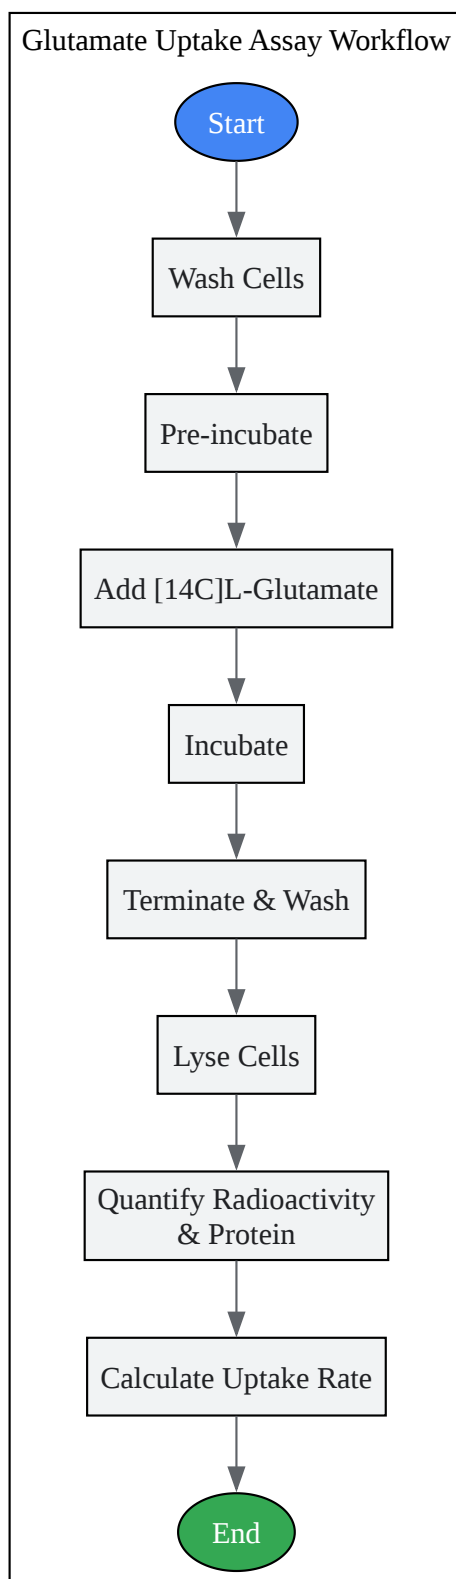 Glutamate Uptake Assay Workflow
Start
Wash Cells
Pre-incubate
Add [14C]L-Glutamate
Incubate
Terminate & Wash
Lyse Cells
Quantify Radioactivity
& Protein
Calculate Uptake Rate
End